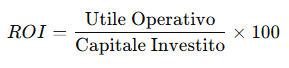 ROI = Utile Operativo / Capitale Investito × 100